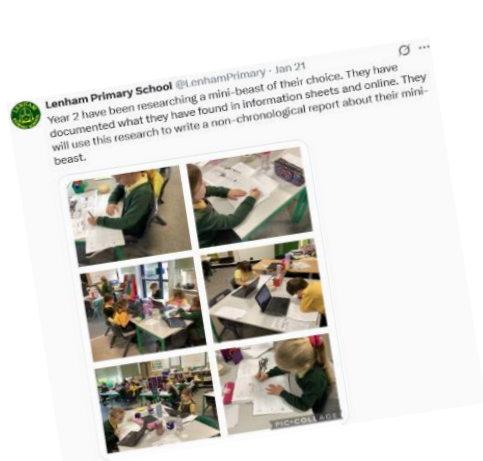 Lenham Primary School @LenhamPrimary · Jan 21
Year 2 have been researching a mini-beast of their choice. They have
documented what they have found in information sheets and online. They
will use this research to write a non-chronological report about their mini-
beast.
PIC•COLLAGE